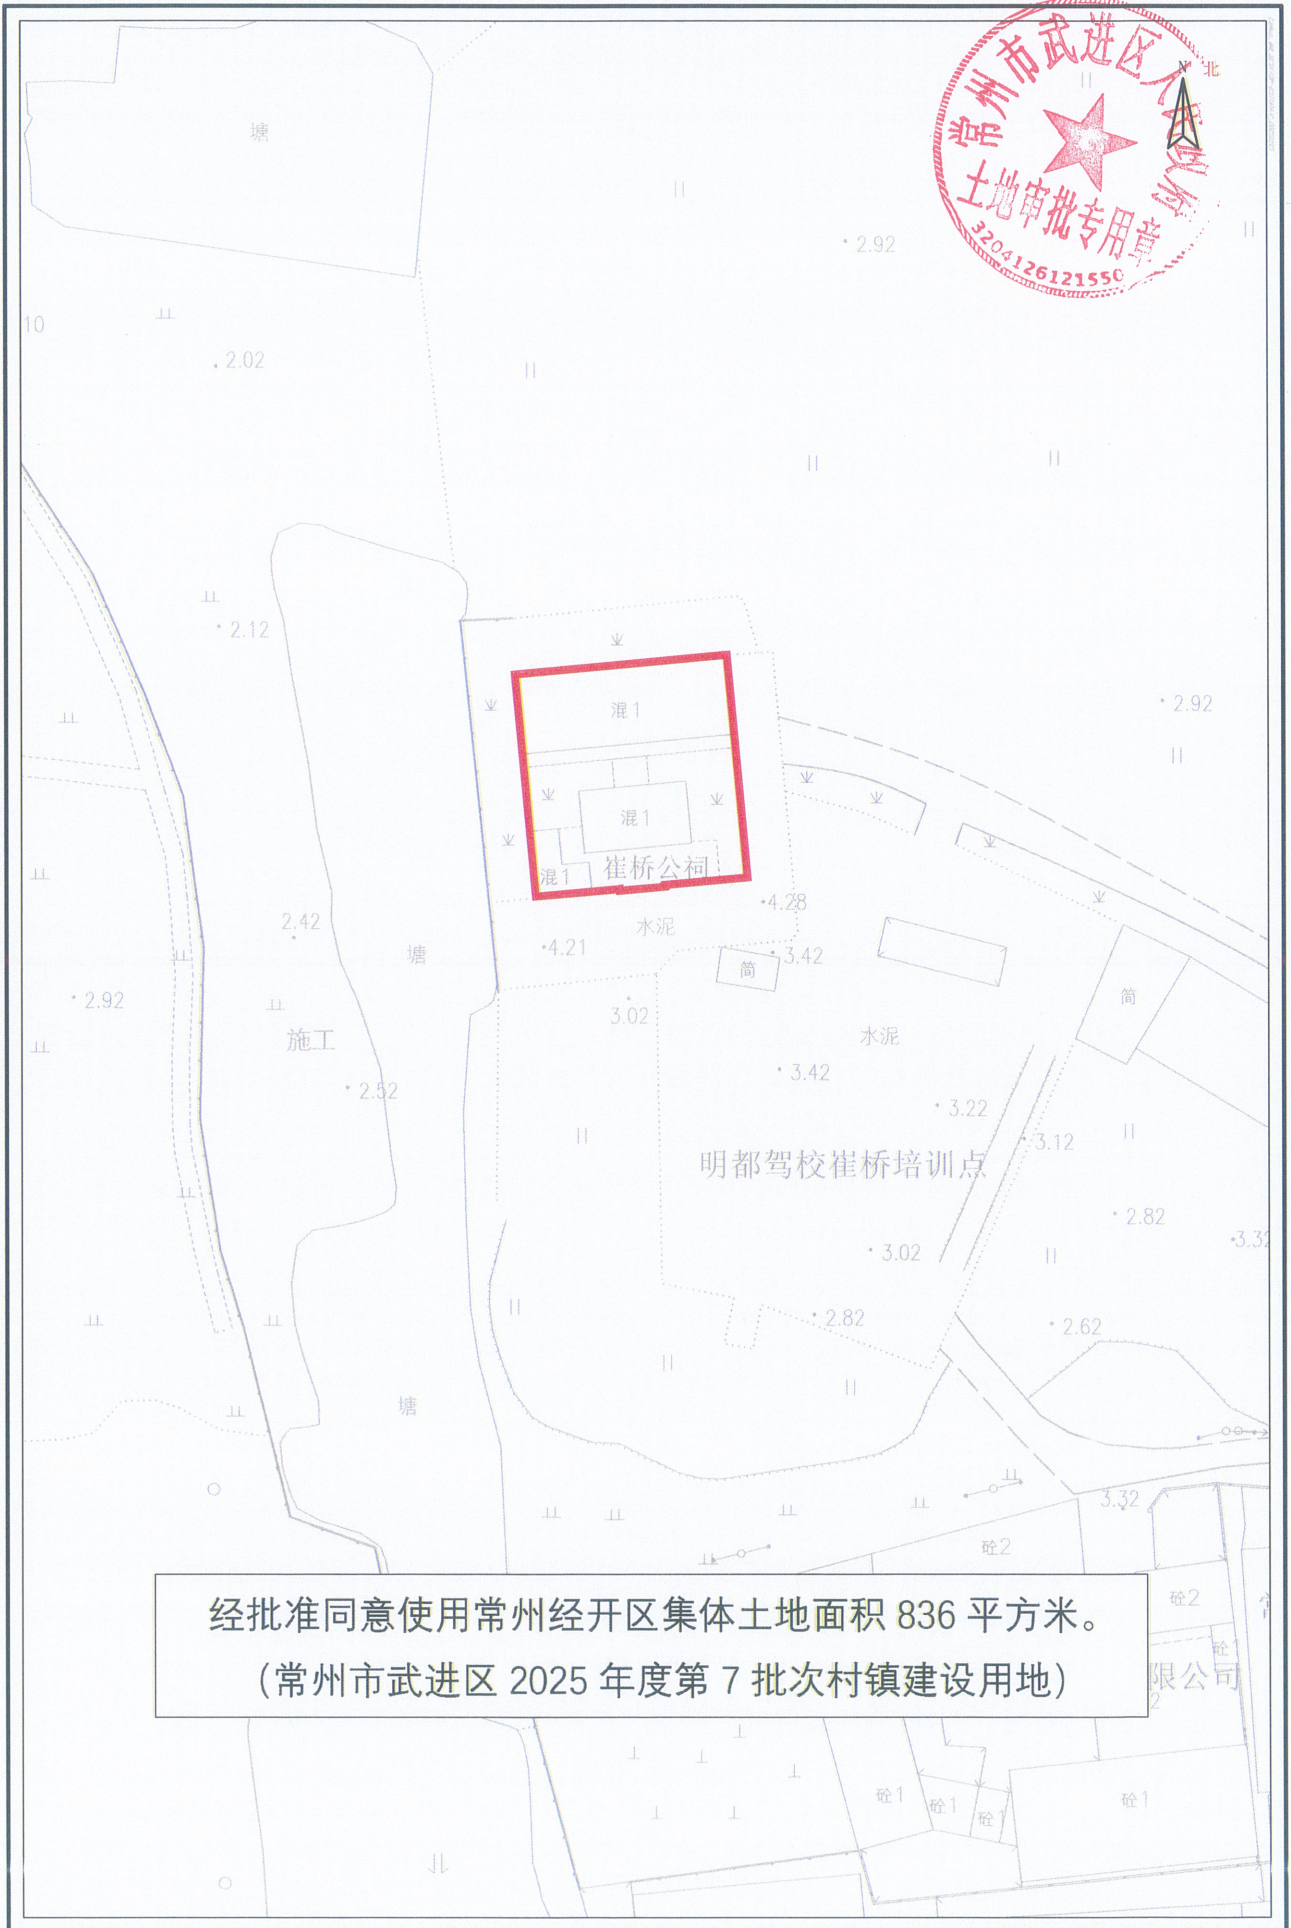 常州市武进区人民政府
土地审批专用章
3204126121550
N 北
塘
2.92
10
2.02
2.12
混1
2.92
混1
崔桥公祠
混1
4.28
水泥
2.42
4.21
塘
3.42
简
简
2.92
3.02
施工
水泥
3.42
2.52
3.22
3.12
明都驾校崔桥培训点
2.82
3.32
3.02
2.82
2.62
塘
3.32
砼2
砼2
经批准同意使用常州经开区集体土地面积 836 平方米。
(常州市武进区 2025 年度第 7 批次村镇建设用地)
砼1
限公司
2
砼1
砼1
砼1
砼1